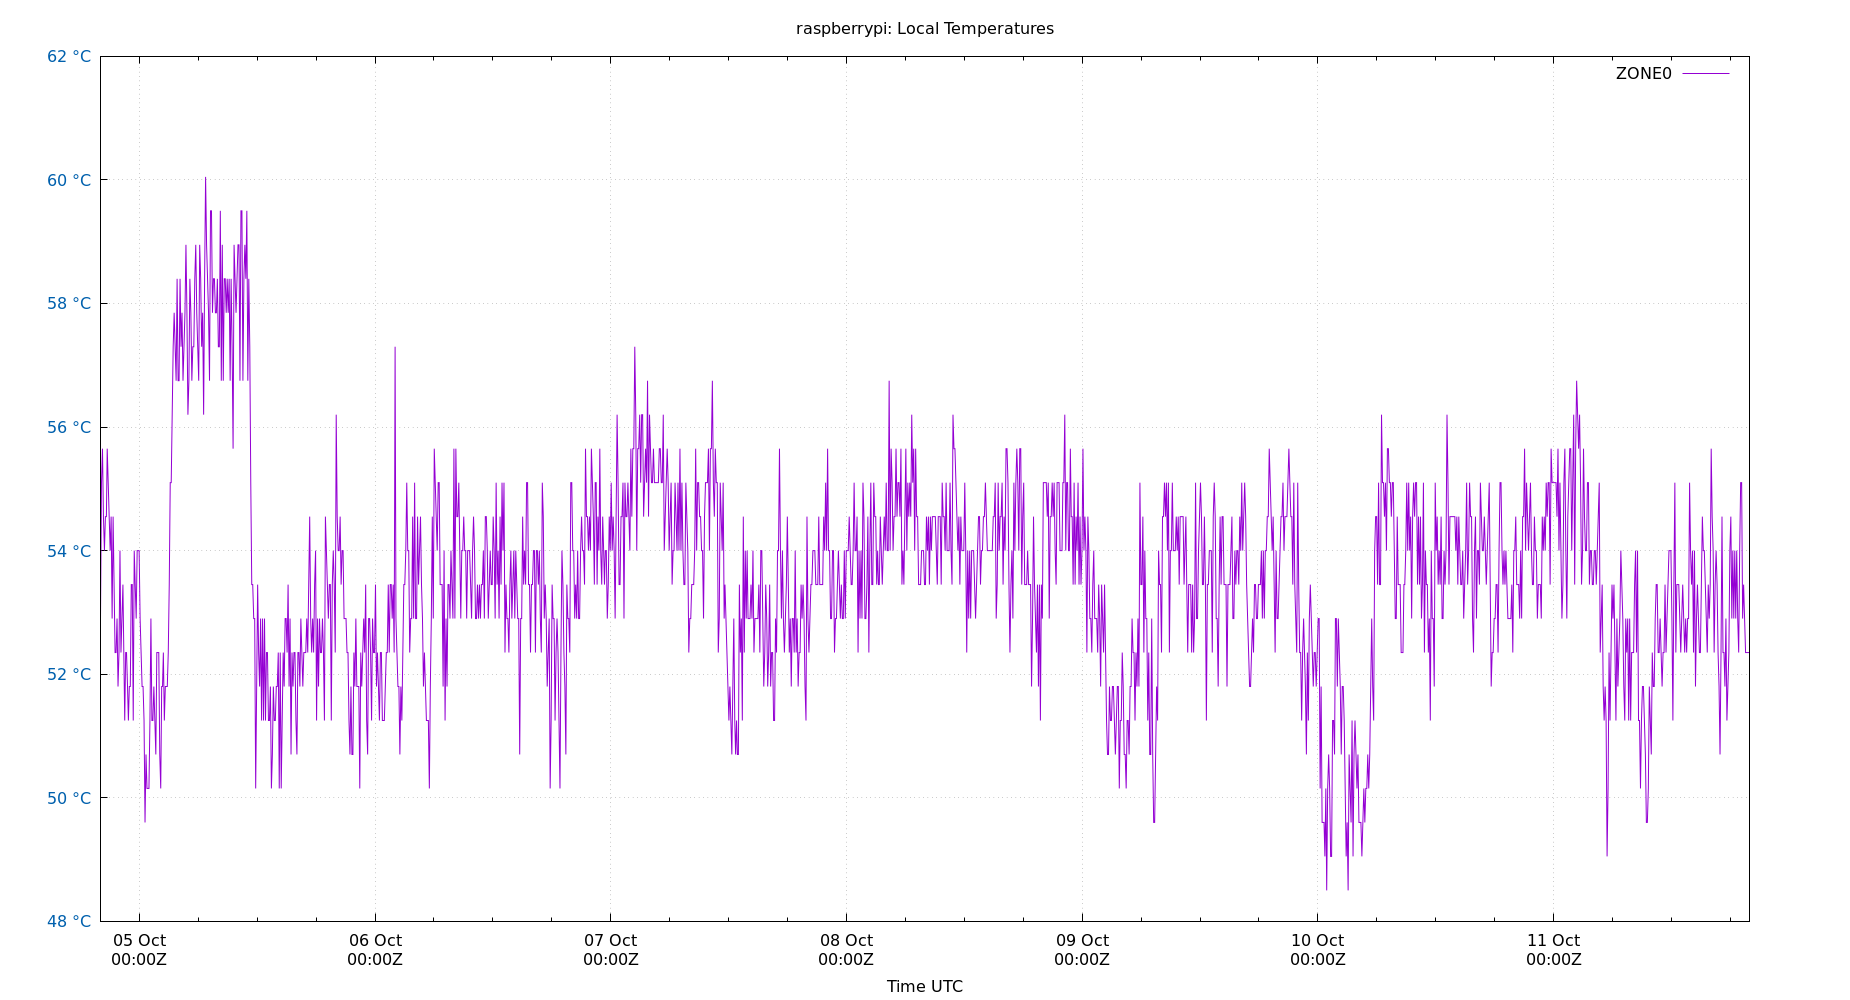 raspberrypi: Local Temperatures
62 °C
ZONE0
60 °C
58 °C
56 °C
54 °C
52 °C
50 °C
48 °C
05 Oct 06 Oct 07 Oct 08 Oct 09 Oct 10 Oct 11 Oct
00:00Z 00:00Z 00:00Z 00:00Z 00:00Z 00:00Z 00:00Z
Time UTC